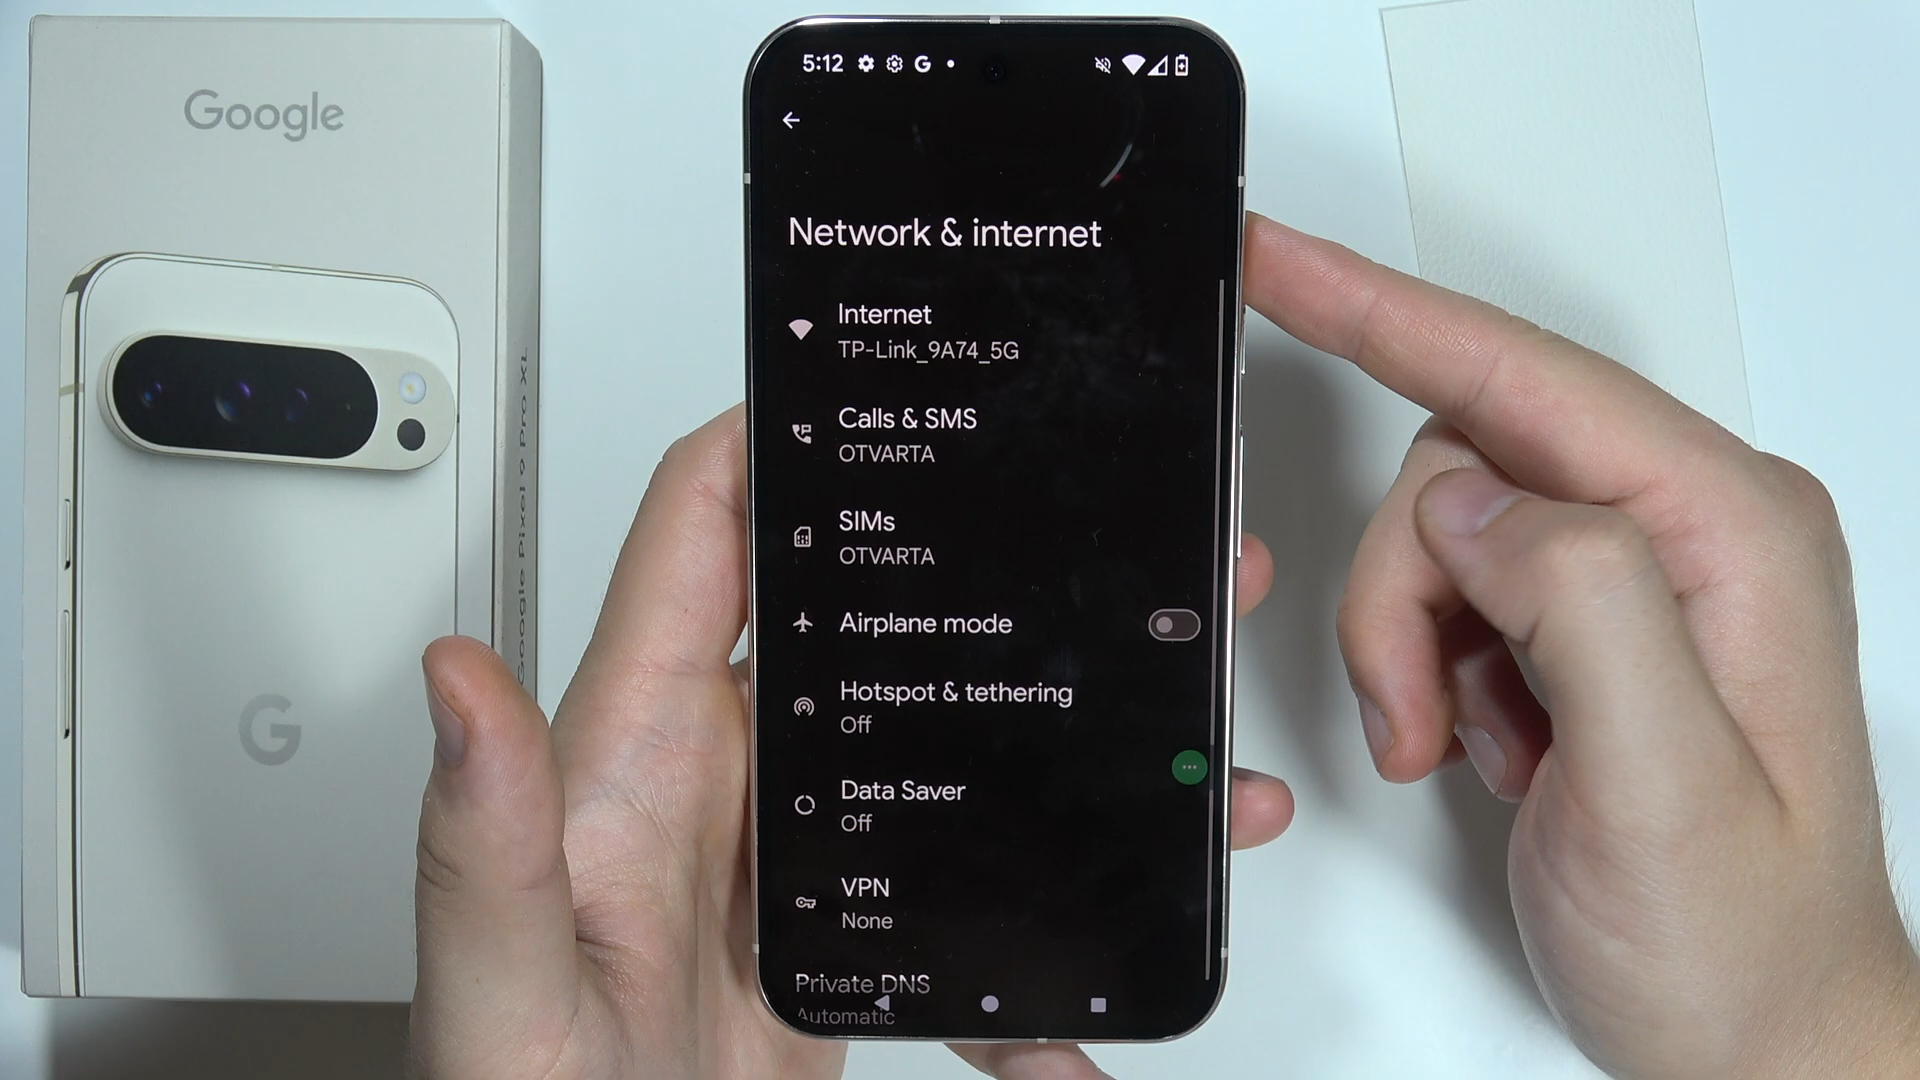 Google
Google Pixel 9 Pro XL
G
5:12
G
Network & internet
Internet
TP-Link_9A74_5G
Calls & SMS
OTVARTA
SIMs
OTVARTA
Airplane mode
Hotspot & tethering
Off
Data Saver
Off
VPN
None
Private DNS
Automatic